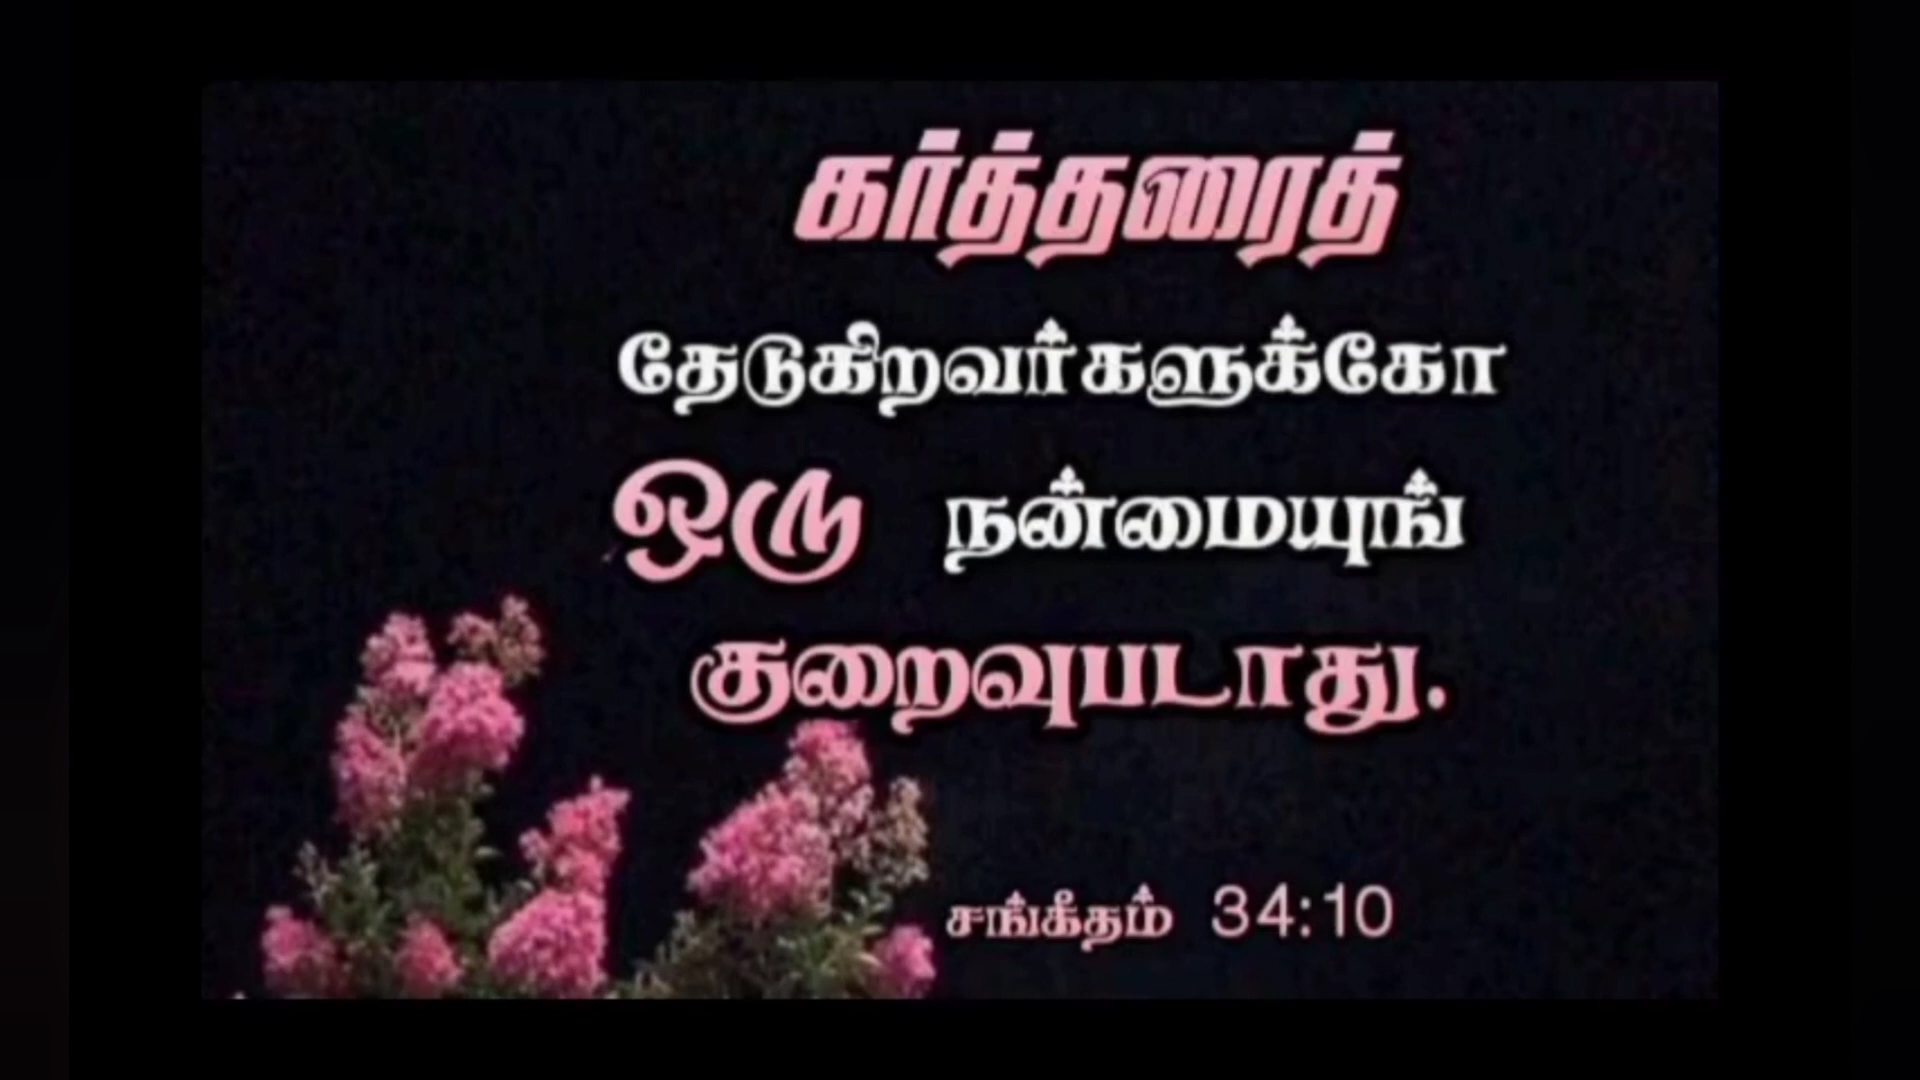 கர்த்தரைத்
தேடுகிறவர்களுக்கோ
ஒரு நன்மையுங்
குறைவுபடாது.
சங்கீதம் 34:10